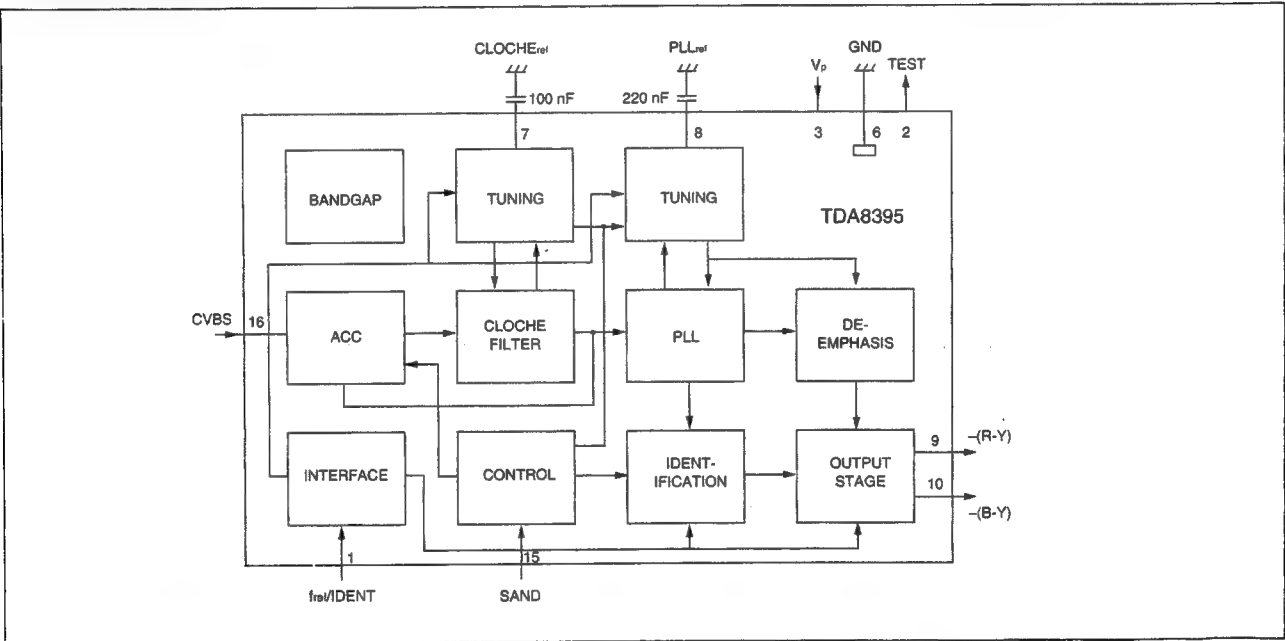 CLOCHEref
PLLref
GND
Vp
TEST
100 nF
220 nF
7
8
3
6
2
BANDGAP
TUNING
TUNING
TDA8395
CVBS
16
ACC
CLOCHE
FILTER
PLL
DE-
EMPHASIS
INTERFACE
CONTROL
IDENT-
IFICATION
OUTPUT
STAGE
9
–(R-Y)
10
–(B-Y)
1
15
fref/IDENT
SAND